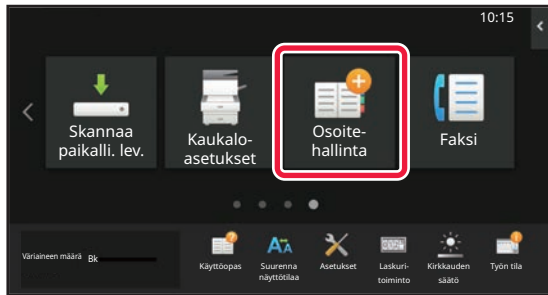 10:15
Skannaa
paikalli. lev.
Kaukalo-
asetukset
Osoite-
hallinta
Faksi
Väriaineen määrä
Bk
Käyttöopas
Suurenna
näyttötilaa
Asetukset
Laskuri-
toiminto
Kirkkauden
säätö
Työn tila